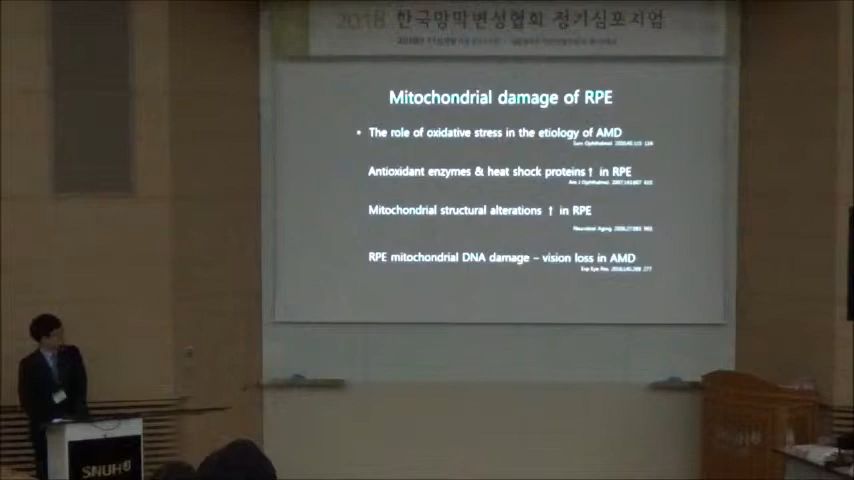 2018 한국망막변성협회 정기심포지엄
Mitochondrial damage of RPE
• The role of oxidative stress in the etiology of AMD
Antioxidant enzymes & heat shock proteins↑ in RPE
Mitochondrial structural alterations ↑ in RPE
RPE mitochondrial DNA damage – vision loss in AMD
SNUH